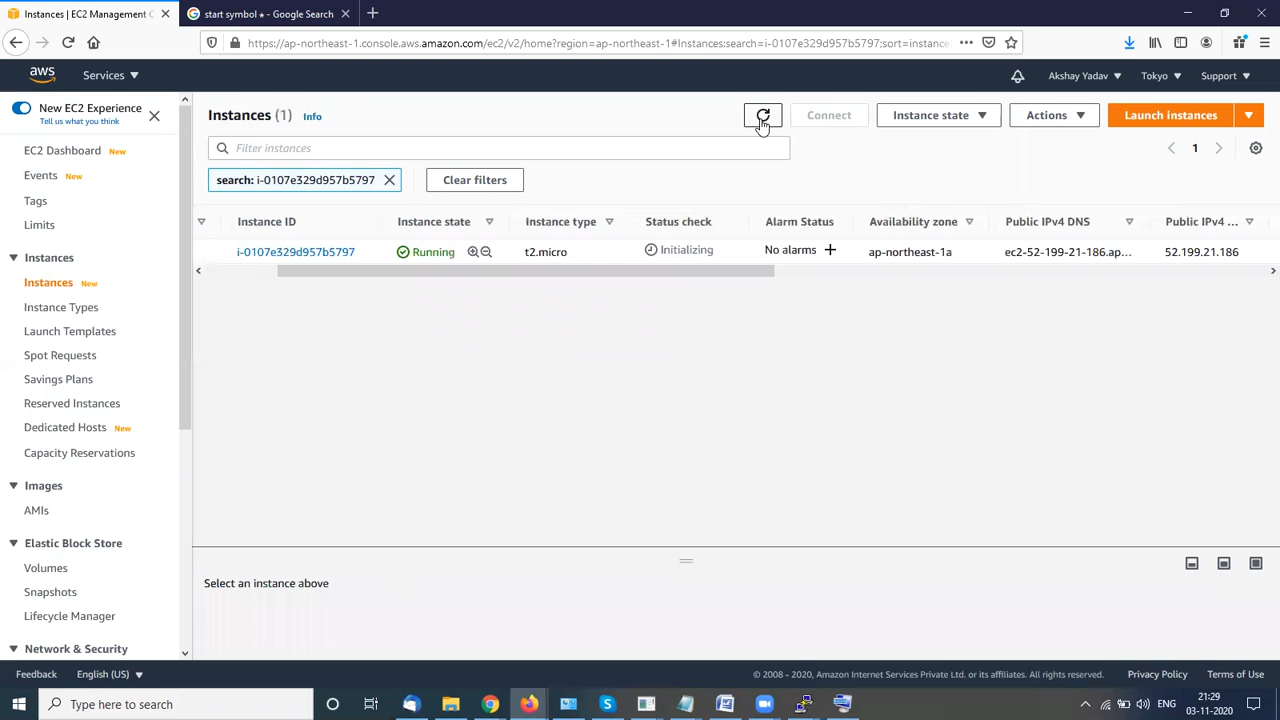 Instances | EC2 Management C
start symbol ⋆ - Google Search
https://ap-northeast-1.console.aws.amazon.com/ec2/v2/home?region=ap-northeast-1#Instances:search=i-0107e329d957b5797;sort=instance
aws
Services
Akshay Yadav
Tokyo
Support
New EC2 Experience
Tell us what you think
EC2 Dashboard New
Events New
Tags
Limits
Instances
Instances New
Instance Types
Launch Templates
Spot Requests
Savings Plans
Reserved Instances
Dedicated Hosts New
Capacity Reservations
Images
AMIs
Elastic Block Store
Volumes
Snapshots
Lifecycle Manager
Network & Security
Instances (1) Info
Connect
Instance state
Actions
Launch instances
Filter instances
1
search: i-0107e329d957b5797
Clear filters
Instance ID Instance state Instance type Status check Alarm Status Availability zone Public IPv4 DNS Public IPv4 ...
i-0107e329d957b5797 Running t2.micro Initializing No alarms + ap-northeast-1a ec2-52-199-21-186.ap... 52.199.21.186
Select an instance above
Feedback
English (US)
© 2008 - 2020, Amazon Internet Services Private Ltd. or its affiliates. All rights reserved.
Privacy Policy
Terms of Use
Type here to search
ENG
21:29
03-11-2020